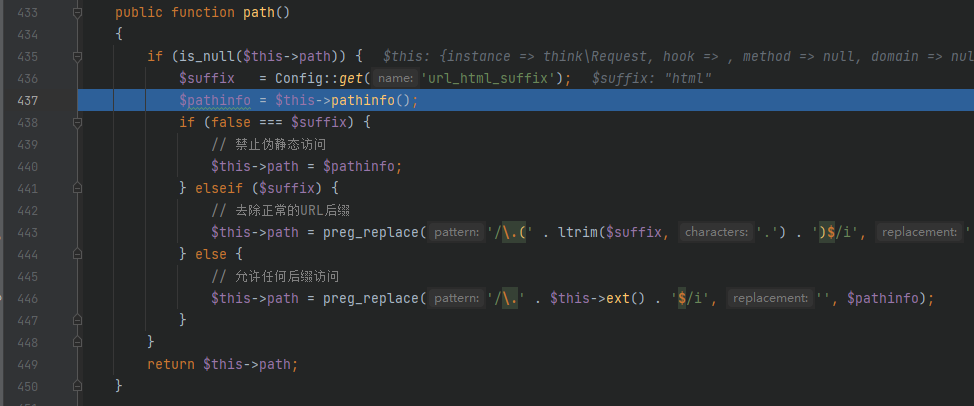 433 public function path()
434 {
435 if (is_null($this->path)) { $this: {instance => think\Request, hook => , method => null, domain => nul
436 $suffix   = Config::get( name: 'url_html_suffix'); $suffix: "html"
437 $pathinfo = $this->pathinfo();
438 if (false === $suffix) {
439 // 禁止伪静态访问
440 $this->path = $pathinfo;
441 } elseif ($suffix) {
442 // 去除正常的URL后缀
443 $this->path = preg_replace( pattern: '/\.(' . ltrim($suffix, characters: '.') . ')$/i', replacement: '
444 } else {
445 // 允许任何后缀访问
446 $this->path = preg_replace( pattern: '/\.' . $this->ext() . '$/i', replacement: '', $pathinfo);
447 }
448 }
449 return $this->path;
450 }